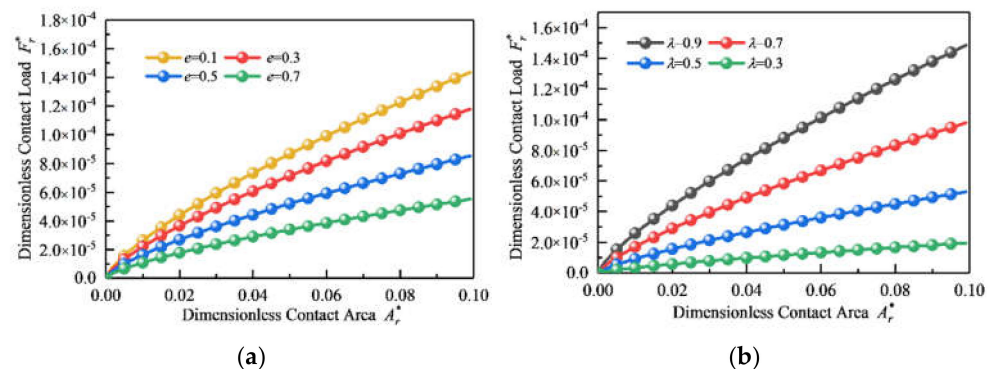 (a)
Dimensionless Contact Load F*r
1.8×10-4
1.6×10-4
1.4×10-4
1.2×10-4
1.0×10-4
8.0×10-5
6.0×10-5
4.0×10-5
2.0×10-5
0.0
e=0.1 e=0.3
e=0.5 e=0.7
0.00 0.02 0.04 0.06 0.08 0.10
Dimensionless Contact Area A*r
(a)
(b)
Dimensionless Contact Load F*r
1.6×10-4
1.4×10-4
1.2×10-4
1.0×10-4
8.0×10-5
6.0×10-5
4.0×10-5
2.0×10-5
0.0
λ=0.9 λ=0.7
λ=0.5 λ=0.3
0.00 0.02 0.04 0.06 0.08 0.10
Dimensionless Contact Area A*r
(b)